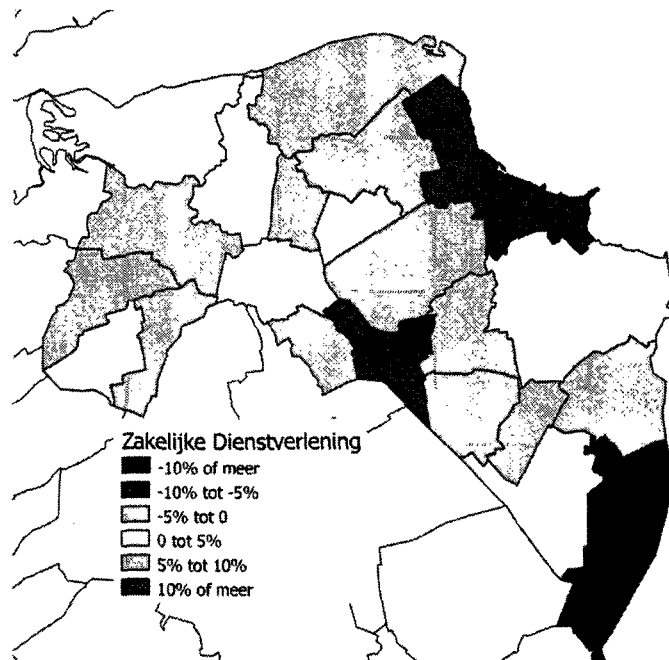 Zakelijke Dienstverlening
-10% of meer
-10% tot -5%
-5% tot 0
0 tot 5%
5% tot 10%
10% of meer